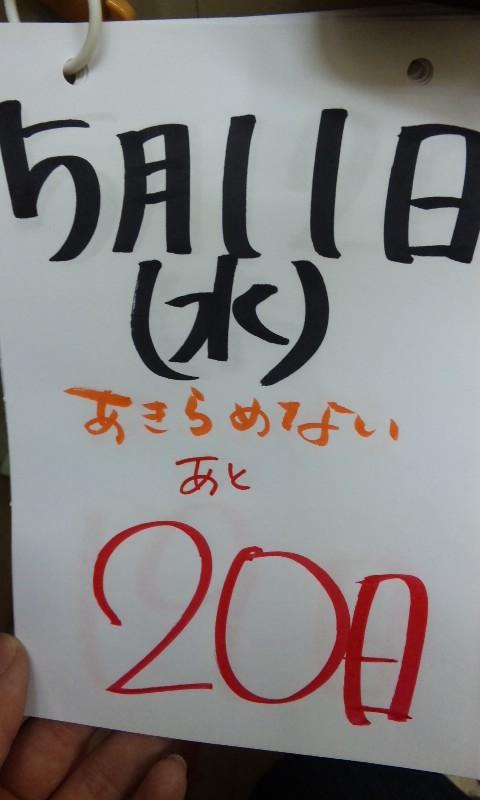 5月11日
(水)
あきらめない
あと
20日